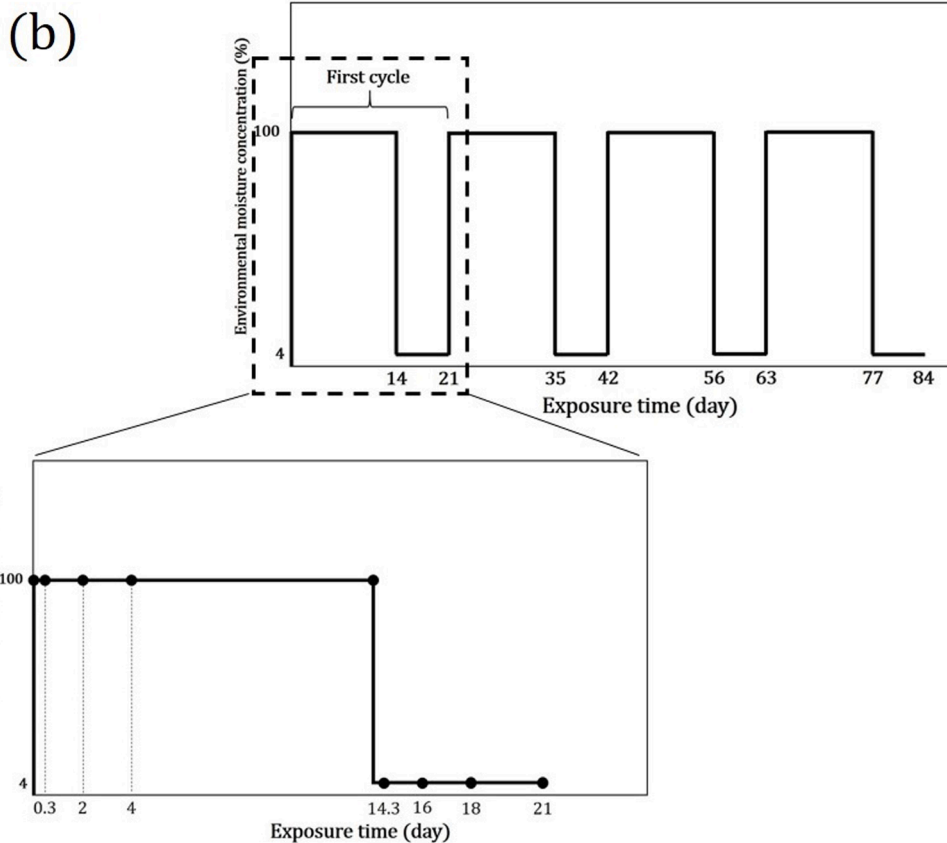 (b)
Environmental moisture concentration (%)
First cycle
100
4
14 21 35 42 56 63 77 84
Exposure time (day)
100
4
0.3 2 4 14.3 16 18 21
Exposure time (day)